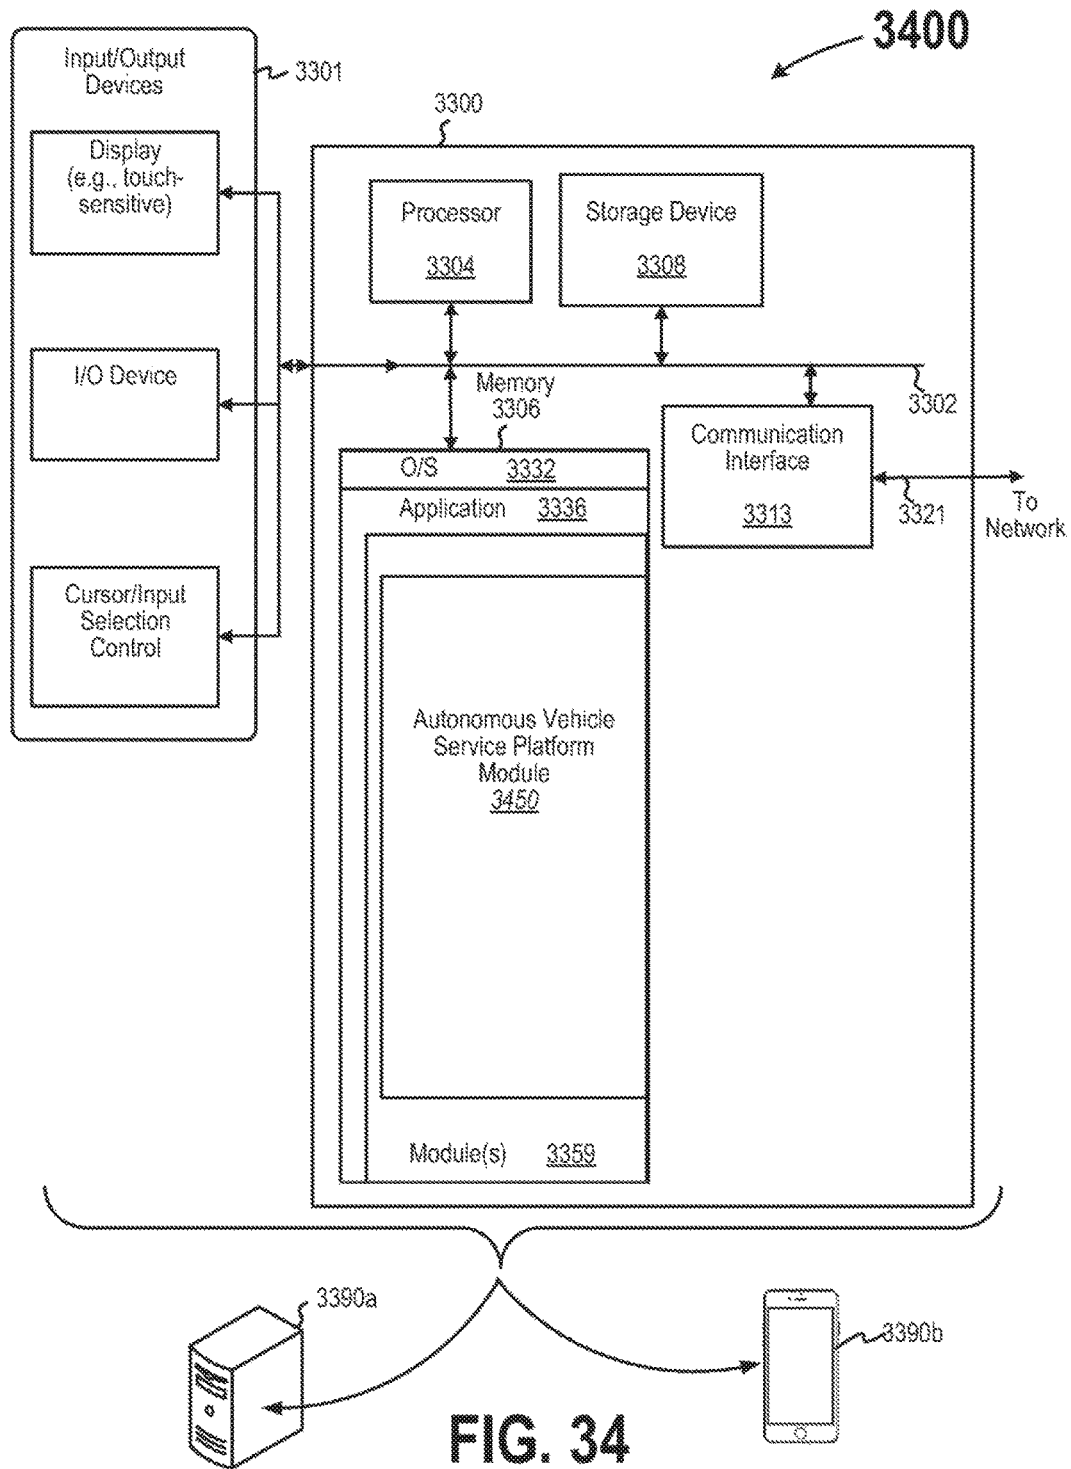 3400
Input/Output
Devices
3301
Display
(e.g., touch-
sensitive)
I/O Device
Cursor/Input
Selection
Control
3300
Processor
3304
Storage Device
3308
Memory
3306
3302
O/S 3332
Application 3336
Communication
Interface
3313
3321
To
Network
Autonomous Vehicle
Service Platform
Module
3450
Module(s) 3359
3390a
3390b
FIG. 34